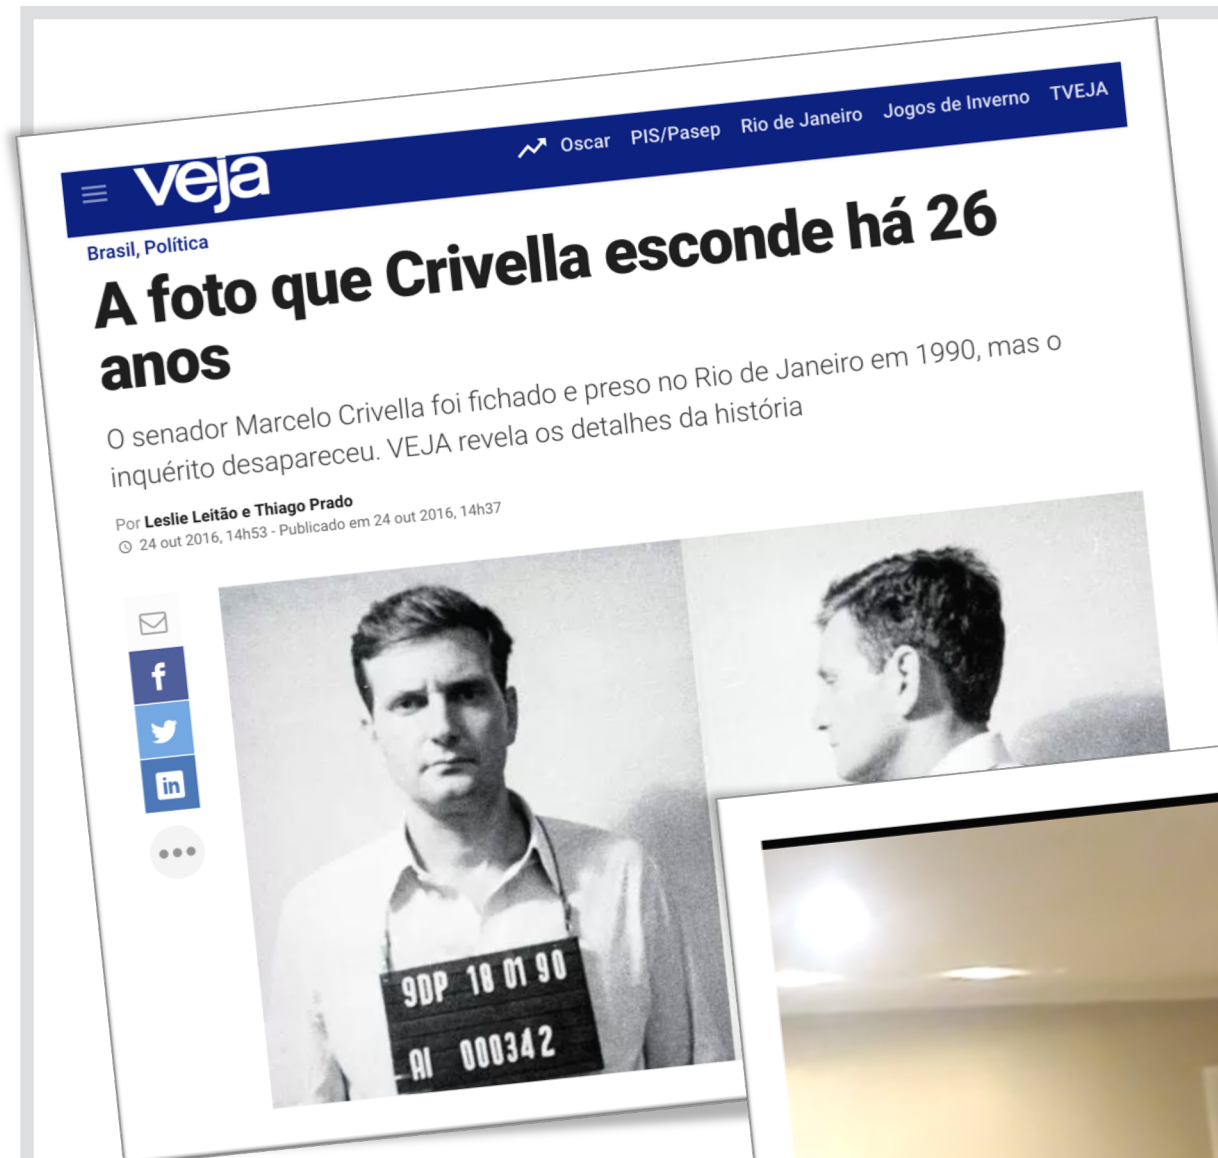 veja
Oscar PIS/Pasep Rio de Janeiro Jogos de Inverno TVEJA
Brasil, Política
A foto que Crivella esconde há 26
anos
O senador Marcelo Crivella foi fichado e preso no Rio de Janeiro em 1990, mas o
inquérito desapareceu. VEJA revela os detalhes da história
Por Leslie Leitão e Thiago Prado
24 out 2016, 14h53 - Publicado em 24 out 2016, 14h37
f
in
9DP 18 01 90
AI 000342